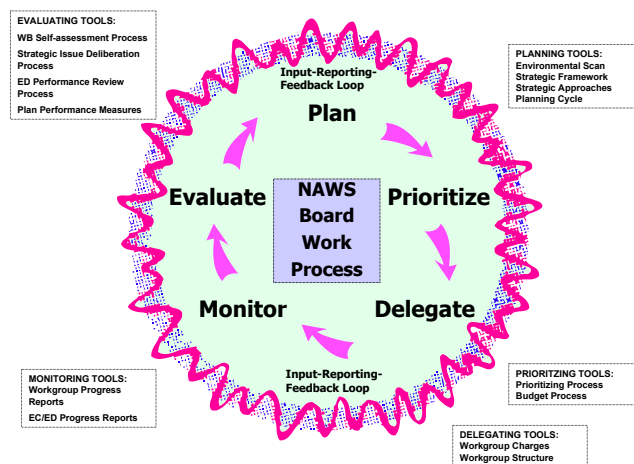 EVALUATING TOOLS:
WB Self-assessment Process
Strategic Issue Deliberation
Process
ED Performance Review
Process
Plan Performance Measures
PLANNING TOOLS:
Environmental Scan
Strategic Framework
Strategic Approaches
Planning Cycle
Input-Reporting-
Feedback Loop
Plan
Evaluate
Prioritize
NAWS
Board
Work
Process
Monitor
Delegate
Input-Reporting-
Feedback Loop
MONITORING TOOLS:
Workgroup Progress
Reports
EC/ED Progress Reports
PRIORITZING TOOLS:
Prioritizing Process
Budget Process
DELEGATING TOOLS:
Workgroup Charges
Workgroup Structure